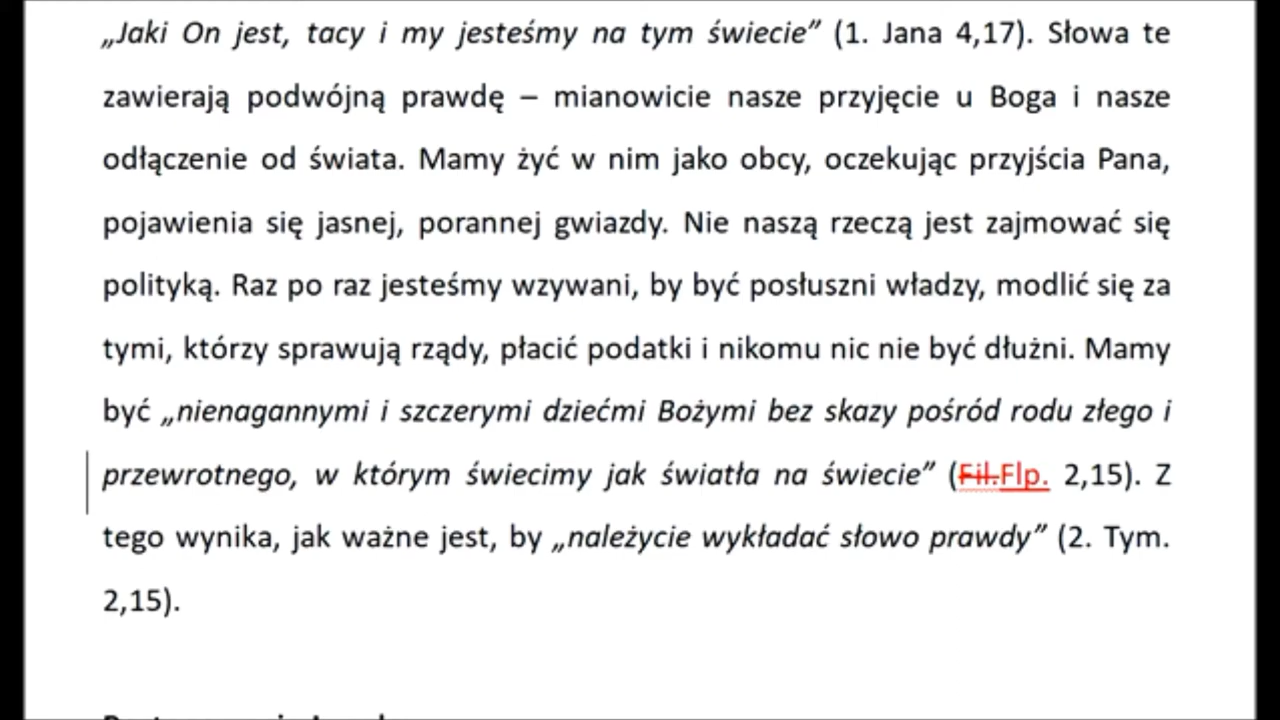 „Jaki On jest, tacy i my jesteśmy na tym świecie” (1. Jana 4,17). Słowa te
zawierają podwójną prawdę – mianowicie nasze przyjęcie u Boga i nasze
odłączenie od świata. Mamy żyć w nim jako obcy, oczekując przyjścia Pana,
pojawienia się jasnej, porannej gwiazdy. Nie naszą rzeczą jest zajmować się
polityką. Raz po raz jesteśmy wzywani, by być posłuszni władzy, modlić się za
tymi, którzy sprawują rządy, płacić podatki i nikomu nic nie być dłużni. Mamy
być „nienagannymi i szczerymi dziećmi Bożymi bez skazy pośród rodu złego i
przewrotnego, w którym świecimy jak światła na świecie” (Fil.Flp. 2,15). Z
tego wynika, jak ważne jest, by „należycie wykładać słowo prawdy” (2. Tym.
2,15).